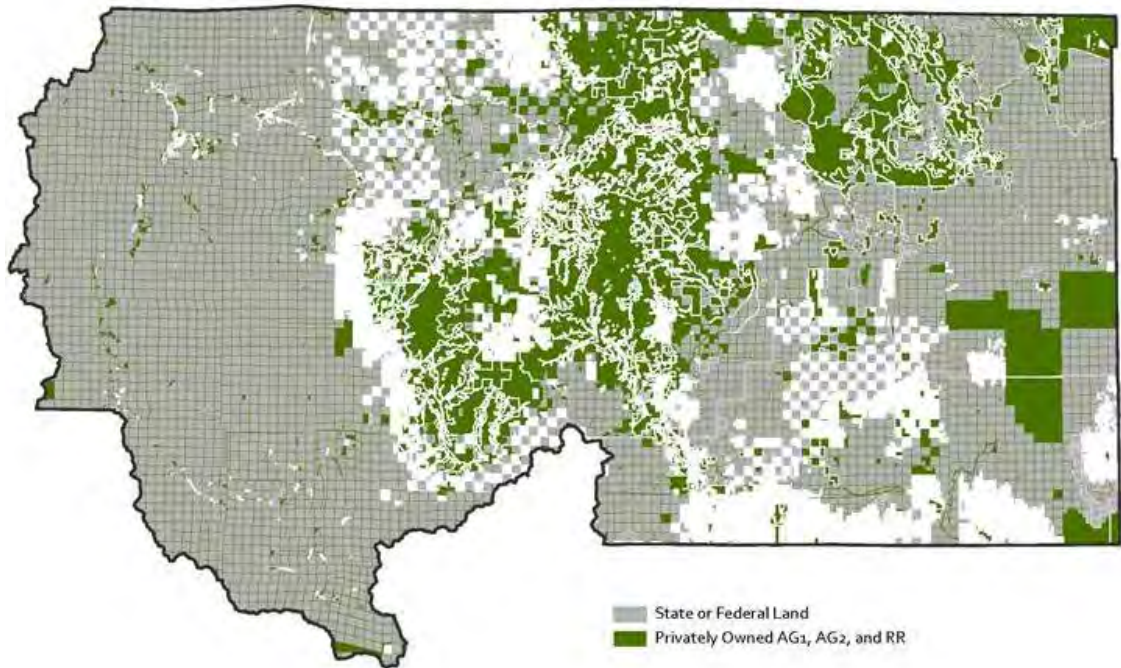 State or Federal Land
Privately Owned AG1, AG2, and RR